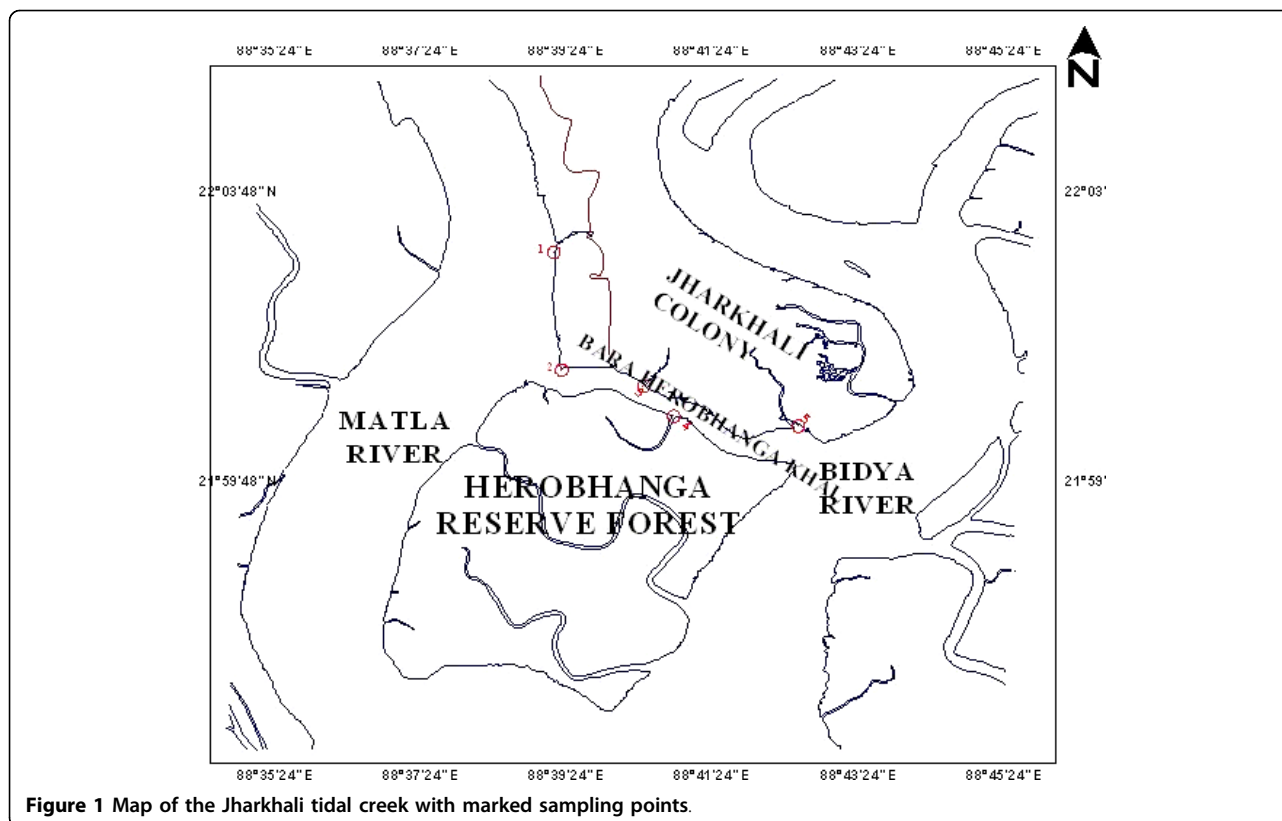 88°35'24"E 88°37'24"E 88°39'24"E 88°41'24"E 88°43'24"E 88°45'24"E
N
22°03'48"N 22°03'
1
JHARKHALI
COLONY
BARA HEROBHANGA KHAL
2
3
4
5
MATLA
RIVER
BIDYA
RIVER
21°59'48"N 21°59'
HEROBHANGA
RESERVE FOREST
88°35'24"E 88°37'24"E 88°39'24"E 88°41'24"E 88°43'24"E 88°45'24"E
Figure 1 Map of the Jharkhali tidal creek with marked sampling points.